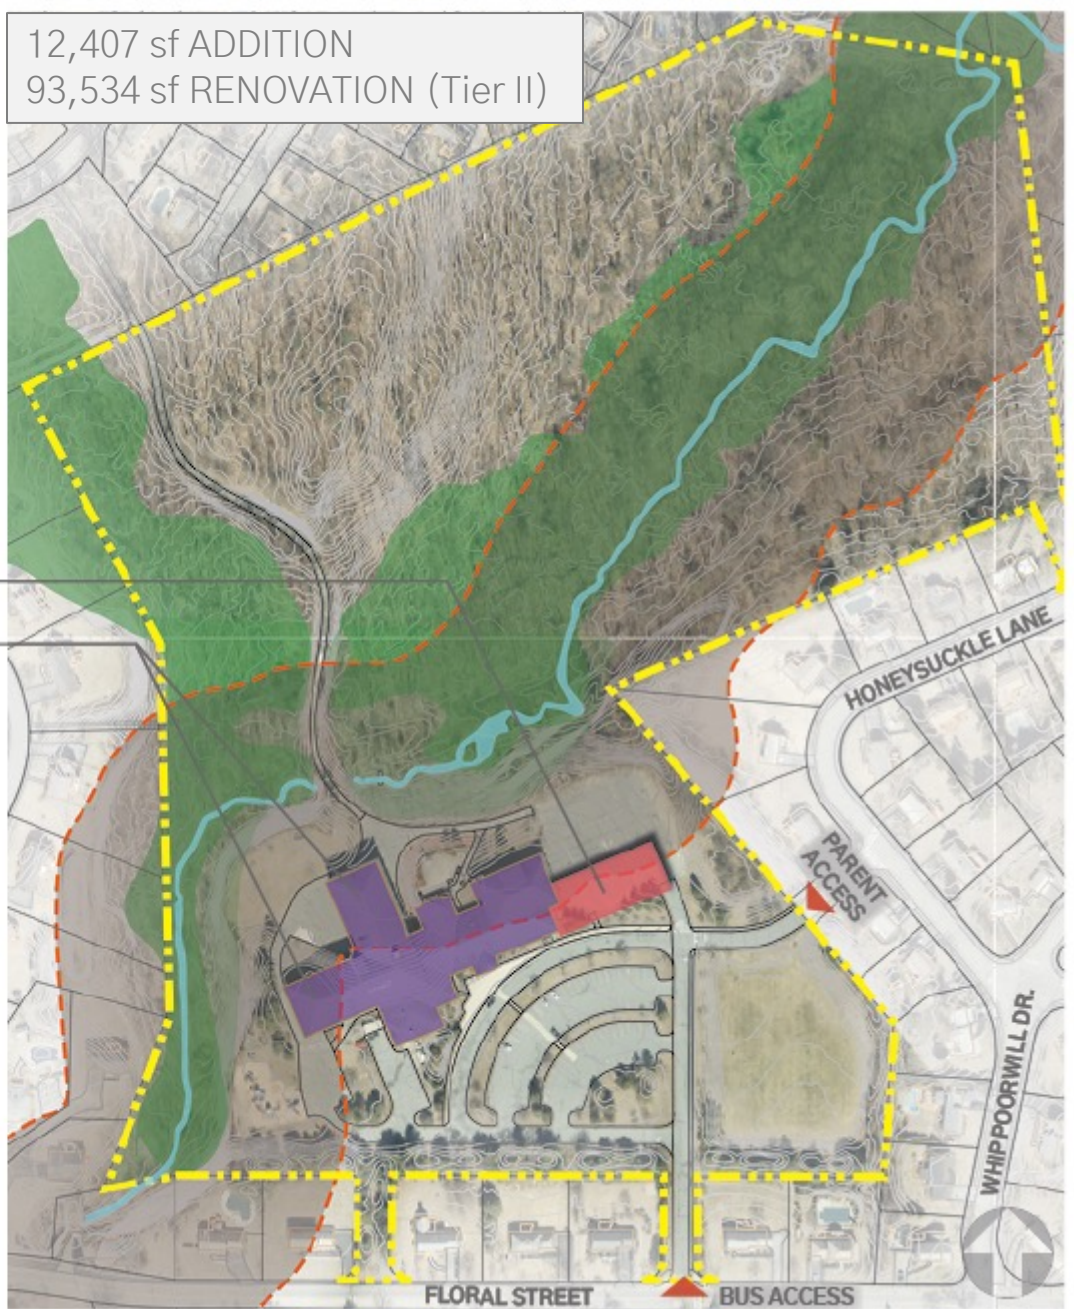 12,407 sf ADDITION
93,534 sf RENOVATION (Tier II)
HONEYSUCKLE LANE
PARENT
ACCESS
WHIPPOORWILL DR.
FLORAL STREET
BUS ACCESS